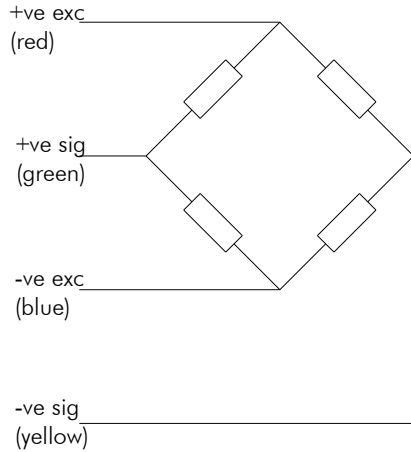 +ve exc
(red)
+ve sig
(green)
-ve exc
(blue)
-ve sig
(yellow)